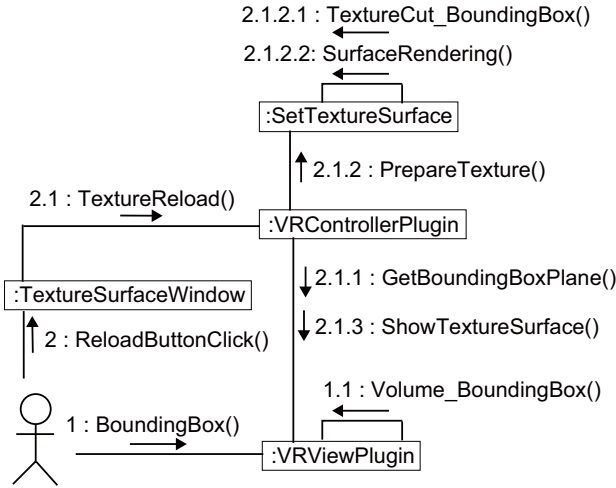 2.1.2.1 : TextureCut_BoundingBox()
2.1.2.2: SurfaceRendering()
:SetTextureSurface
2.1.2 : PrepareTexture()
2.1 : TextureReload()
:VRControllerPlugin
2.1.1 : GetBoundingBoxPlane()
:TextureSurfaceWindow
2.1.3 : ShowTextureSurface()
2 : ReloadButtonClick()
1.1 : Volume_BoundingBox()
1 : BoundingBox()
:VRViewPlugin